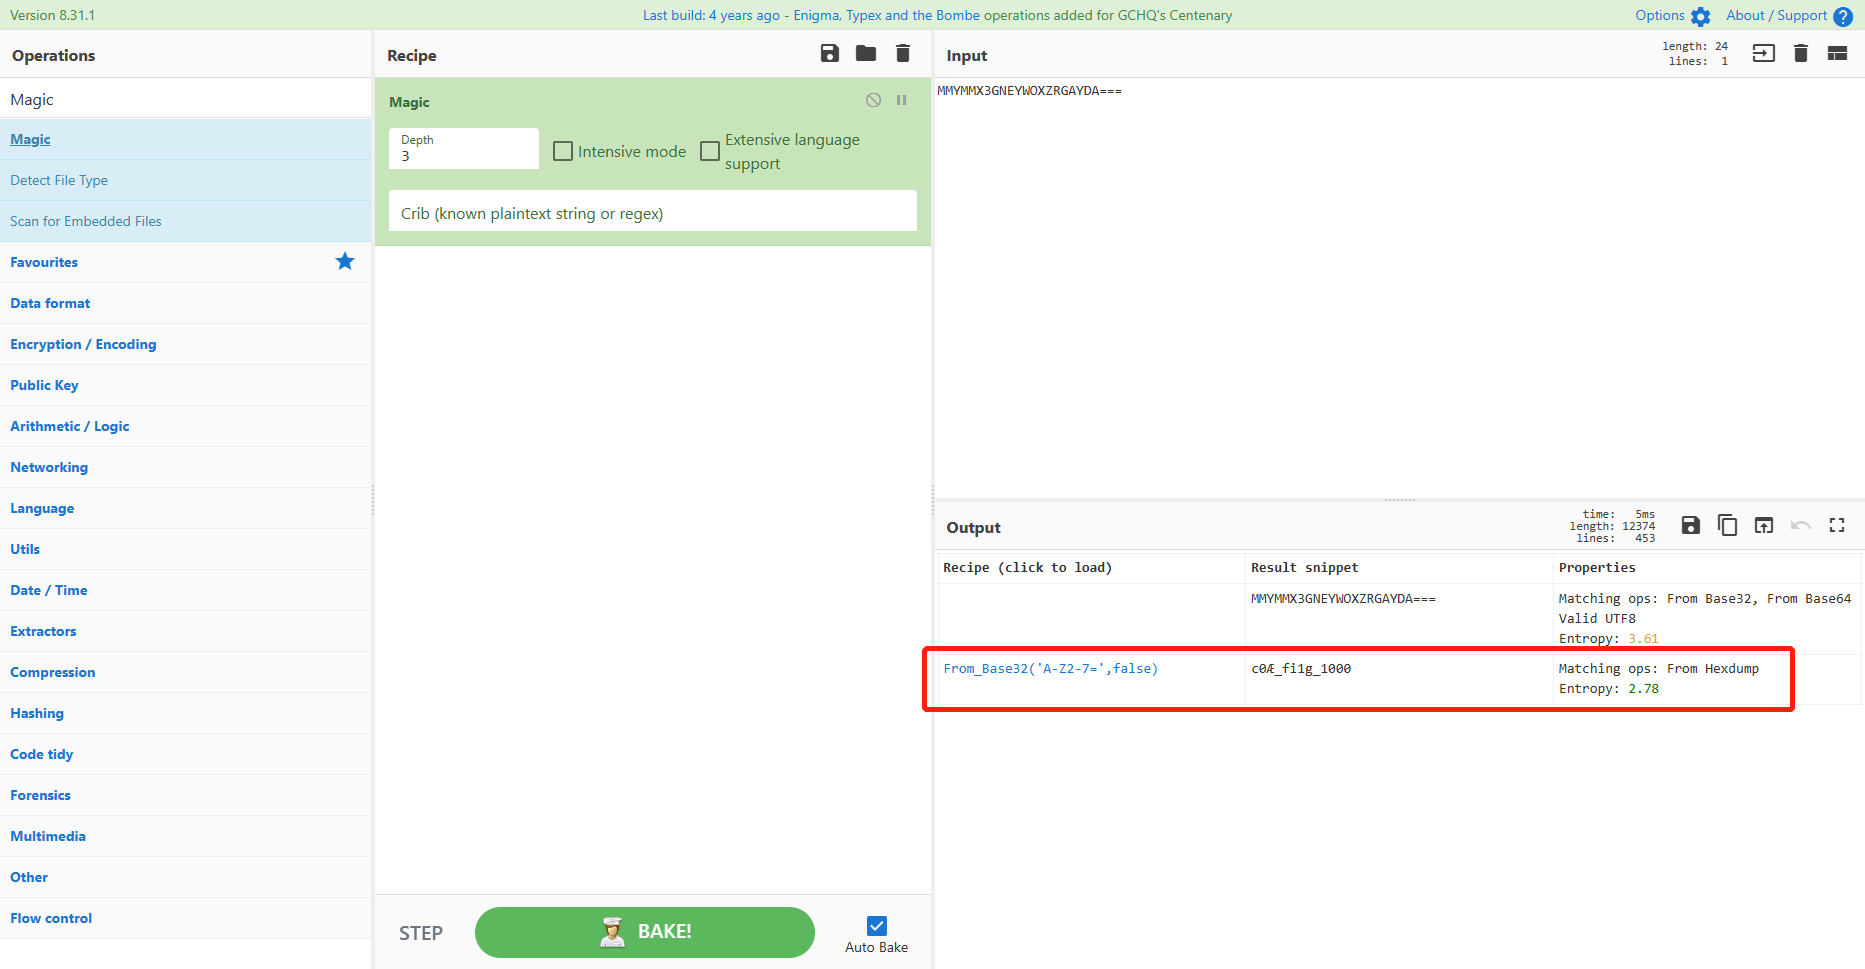 Version 8.31.1
Last build: 4 years ago - Enigma, Typex and the Bombe operations added for GCHQ's Centenary
Options
About / Support
?
Operations
Magic
Magic
Detect File Type
Scan for Embedded Files
Favourites
Data format
Encryption / Encoding
Public Key
Arithmetic / Logic
Networking
Language
Utils
Date / Time
Extractors
Compression
Hashing
Code tidy
Forensics
Multimedia
Other
Flow control
Recipe
Magic
Depth
3
Intensive mode
Extensive language
support
Crib (known plaintext string or regex)
STEP
BAKE!
Auto Bake
Input
length: 24
lines: 1
MMYMMX3GNEYWOXZRGAYDA===
Output
time: 5ms
length: 12374
lines: 453
Recipe (click to load) Result snippet Properties
MMYMMX3GNEYWOXZRGAYDA=== Matching ops: From Base32, From Base64
Valid UTF8
Entropy: 3.61
From_Base32('A-Z2-7=',false) c0Æ_fi1g_1000 Matching ops: From Hexdump
Entropy: 2.78